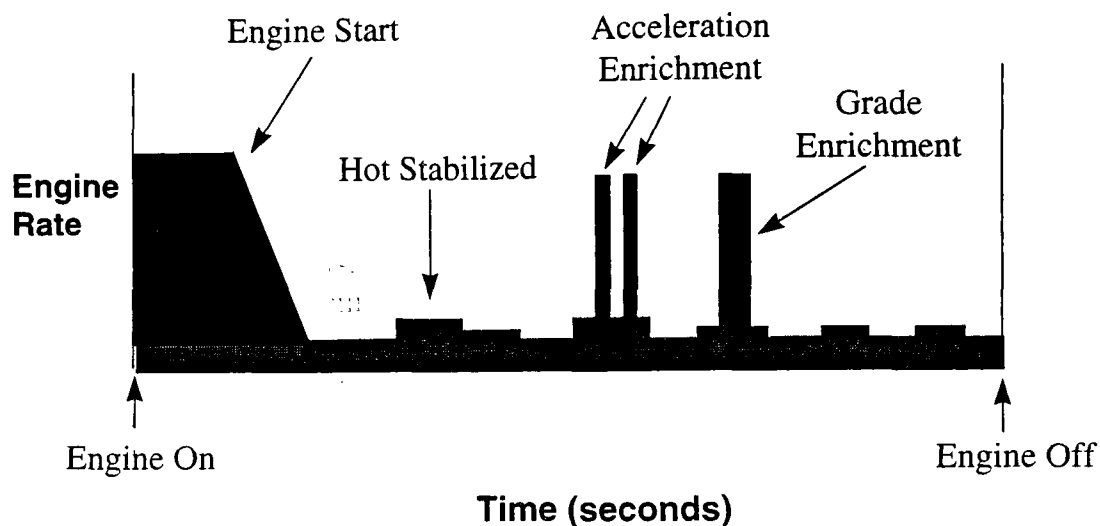 Engine Start
Acceleration
Enrichment
Grade
Enrichment
Hot Stabilized
Engine
Rate
Engine On
Engine Off
Time (seconds)